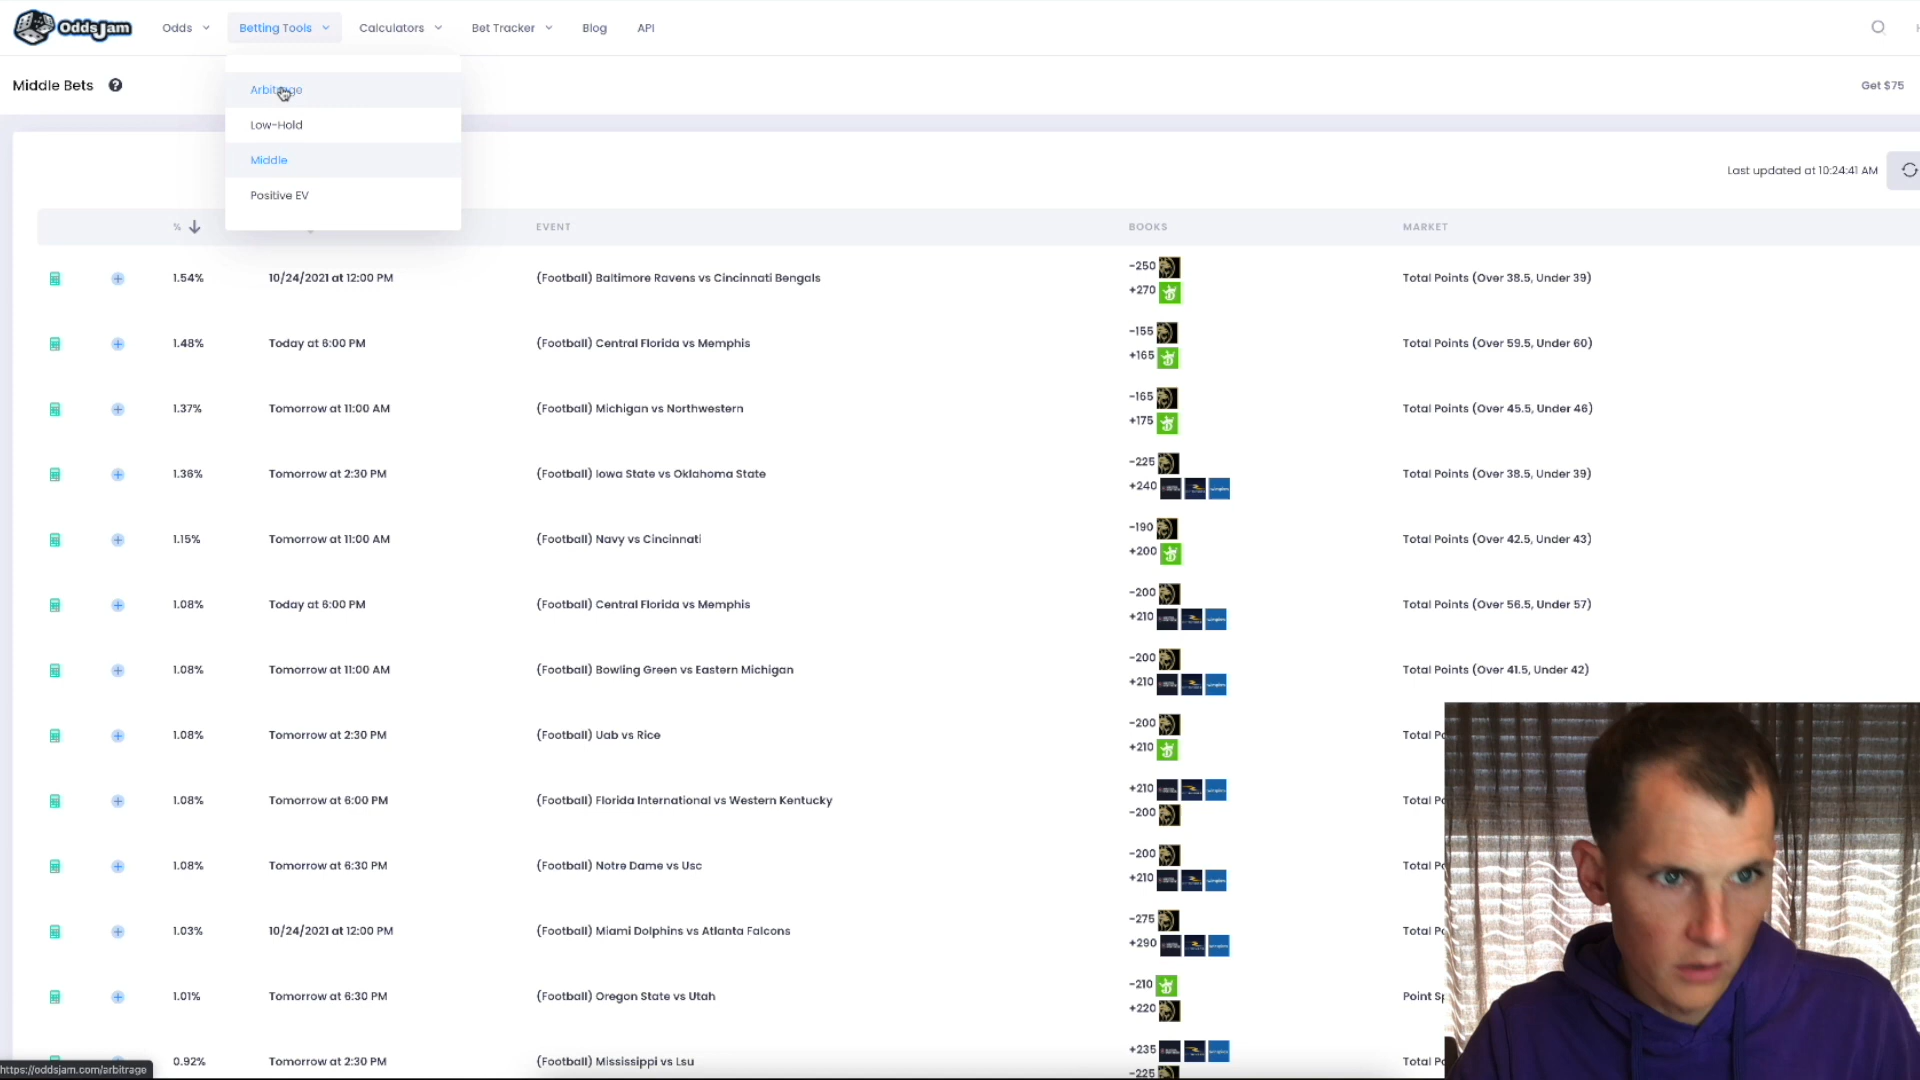 OddsJam Odds Betting Tools Calculators Bet Tracker Blog API
Middle Bets ? Get $75
Arbitrage
Low-Hold
Middle
Positive EV
Last updated at 10:24:41 AM
% EVENT BOOKS MARKET
1.54% 10/24/2021 at 12:00 PM (Football) Baltimore Ravens vs Cincinnati Bengals -250 Total Points (Over 38.5, Under 39)
+270
1.48% Today at 6:00 PM (Football) Central Florida vs Memphis -155 Total Points (Over 59.5, Under 60)
+165
1.37% Tomorrow at 11:00 AM (Football) Michigan vs Northwestern -165 Total Points (Over 45.5, Under 46)
+175
1.36% Tomorrow at 2:30 PM (Football) Iowa State vs Oklahoma State -225 Total Points (Over 38.5, Under 39)
+240
1.15% Tomorrow at 11:00 AM (Football) Navy vs Cincinnati -190 Total Points (Over 42.5, Under 43)
+200
1.08% Today at 6:00 PM (Football) Central Florida vs Memphis -200 Total Points (Over 56.5, Under 57)
+210
1.08% Tomorrow at 11:00 AM (Football) Bowling Green vs Eastern Michigan -200 Total Points (Over 41.5, Under 42)
+210
1.08% Tomorrow at 2:30 PM (Football) Uab vs Rice -200 Total
+210
1.08% Tomorrow at 6:00 PM (Football) Florida International vs Western Kentucky +210 Total
-200
1.08% Tomorrow at 6:30 PM (Football) Notre Dame vs Usc -200 Total
+210
1.03% 10/24/2021 at 12:00 PM (Football) Miami Dolphins vs Atlanta Falcons -275 Total
+290
1.01% Tomorrow at 6:30 PM (Football) Oregon State vs Utah -210 Point
+220
0.92% Tomorrow at 2:30 PM (Football) Mississippi vs Lsu +235 Total
-225
https://oddsjam.com/arbitrage